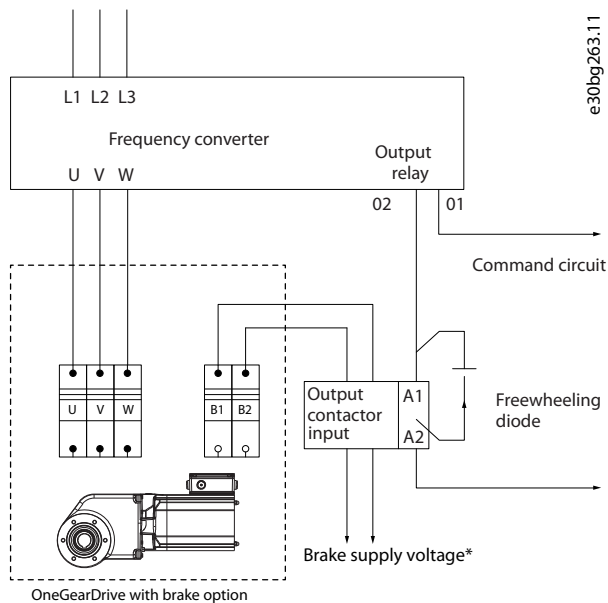 e30bg263.11
L1 L2 L3
Frequency converter
Output
relay
U V W
02 01
Command circuit
U V W B1 B2
Output
contactor
input
A1
A2
Freewheeling
diode
Brake supply voltage*
OneGearDrive with brake option